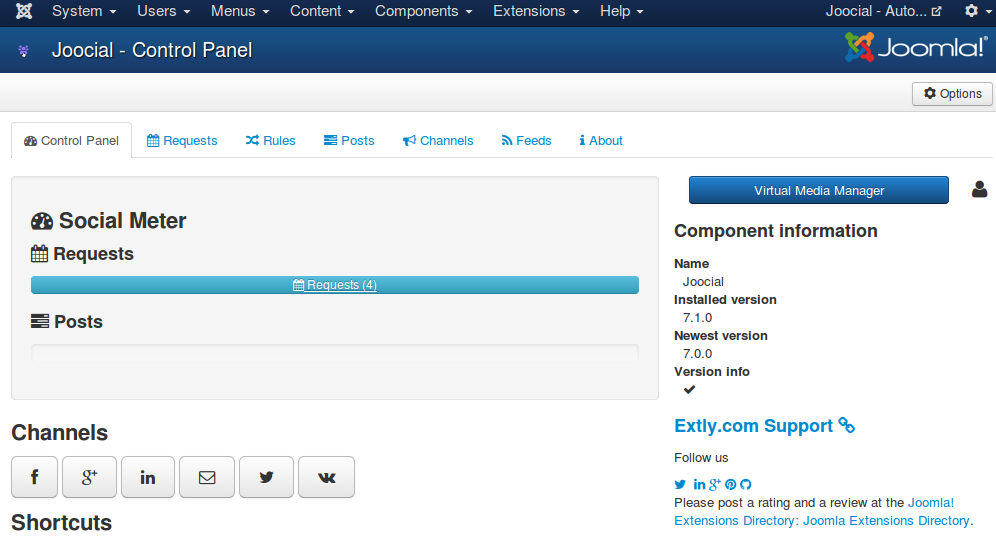 System Users Menus Content Components Extensions Help Joocial - Auto...
Joocial - Control Panel Joomla!®
Options
Control Panel Requests Rules Posts Channels Feeds About
Social Meter
Requests
Requests (4)
Posts
Channels
Shortcuts
Virtual Media Manager
Component information
Name
Joocial
Installed version
7.1.0
Newest version
7.0.0
Version info
Extly.com Support
Follow us
Please post a rating and a review at the Joomla!
Extensions Directory: Joomla Extensions Directory.